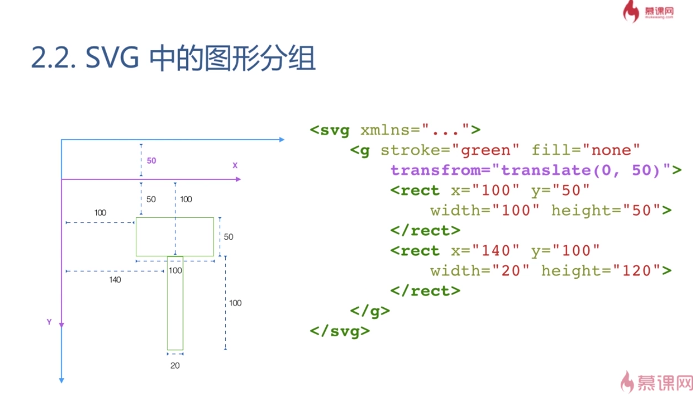 慕课网
2.2. SVG 中的图形分组
50
X
50
100
100
50
100
140
100
Y
20
<svg xmlns="...">
<g stroke="green" fill="none"
transfrom="translate(0, 50)">
<rect x="100" y="50"
width="100" height="50">
</rect>
<rect x="140" y="100"
width="20" height="120">
</rect>
</g>
</svg>
慕课网